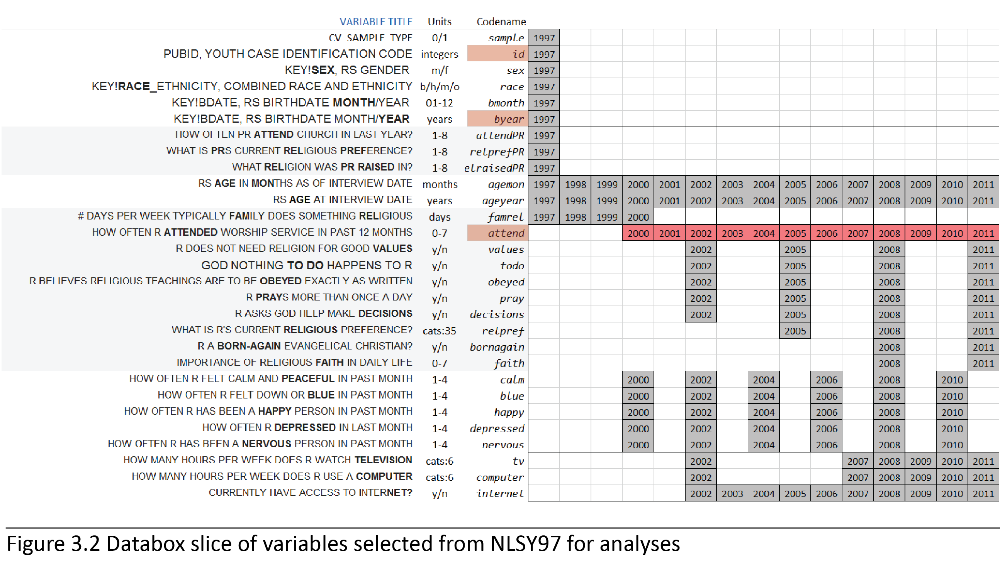 VARIABLE TITLE Units Codename
CV_SAMPLE_TYPE 0/1 sample 1997
PUBID, YOUTH CASE IDENTIFICATION CODE integers id 1997
KEY!SEX, RS GENDER m/f sex 1997
KEY!RACE_ETHNICITY, COMBINED RACE AND ETHNICITY b/h/m/o race 1997
KEY!BDATE, RS BIRTHDATE MONTH/YEAR 01-12 bmonth 1997
KEY!BDATE, RS BIRTHDATE MONTH/YEAR years byear 1997
HOW OFTEN PR ATTEND CHURCH IN LAST YEAR? 1-8 attendPR 1997
WHAT IS PRS CURRENT RELIGIOUS PREFERENCE? 1-8 relprefPR 1997
WHAT RELIGION WAS PR RAISED IN? 1-8 elraisedPR 1997
RS AGE IN MONTHS AS OF INTERVIEW DATE months agemon 1997 1998 1999 2000 2001 2002 2003 2004 2005 2006 2007 2008 2009 2010 2011
RS AGE AT INTERVIEW DATE years ageyear 1997 1998 1999 2000 2001 2002 2003 2004 2005 2006 2007 2008 2009 2010 2011
# DAYS PER WEEK TYPICALLY FAMILY DOES SOMETHING RELIGIOUS days famrel 1997 1998 1999 2000
HOW OFTEN R ATTENDED WORSHIP SERVICE IN PAST 12 MONTHS 0-7 attend 2000 2001 2002 2003 2004 2005 2006 2007 2008 2009 2010 2011
R DOES NOT NEED RELIGION FOR GOOD VALUES y/n values 2002 2005 2008 2011
GOD NOTHING TO DO HAPPENS TO R y/n todo 2002 2005 2008 2011
R BELIEVES RELIGIOUS TEACHINGS ARE TO BE OBEYED EXACTLY AS WRITTEN y/n obeyed 2002 2005 2008 2011
R PRAYS MORE THAN ONCE A DAY y/n pray 2002 2005 2008 2011
R ASKS GOD HELP MAKE DECISIONS y/n decisions 2002 2005 2008 2011
WHAT IS R'S CURRENT RELIGIOUS PREFERENCE? cats:35 relpref 2005 2008 2011
R A BORN-AGAIN EVANGELICAL CHRISTIAN? y/n bornagain 2008 2011
IMPORTANCE OF RELIGIOUS FAITH IN DAILY LIFE 0-7 faith 2008 2011
HOW OFTEN R FELT CALM AND PEACEFUL IN PAST MONTH 1-4 calm 2000 2002 2004 2006 2008 2010
HOW OFTEN R FELT DOWN OR BLUE IN PAST MONTH 1-4 blue 2000 2002 2004 2006 2008 2010
HOW OFTEN R HAS BEEN A HAPPY PERSON IN PAST MONTH 1-4 happy 2000 2002 2004 2006 2008 2010
HOW OFTEN R DEPRESSED IN LAST MONTH 1-4 depressed 2000 2002 2004 2006 2008 2010
HOW OFTEN R HAS BEEN A NERVOUS PERSON IN PAST MONTH 1-4 nervous 2000 2002 2004 2006 2008 2010
HOW MANY HOURS PER WEEK DOES R WATCH TELEVISION cats:6 tv 2002 2007 2008 2009 2010 2011
HOW MANY HOURS PER WEEK DOES R USE A COMPUTER cats:6 computer 2002 2007 2008 2009 2010 2011
CURRENTLY HAVE ACCESS TO INTERNET? y/n internet 2002 2003 2004 2005 2006 2007 2008 2009 2010 2011
Figure 3.2 Databox slice of variables selected from NLSY97 for analyses